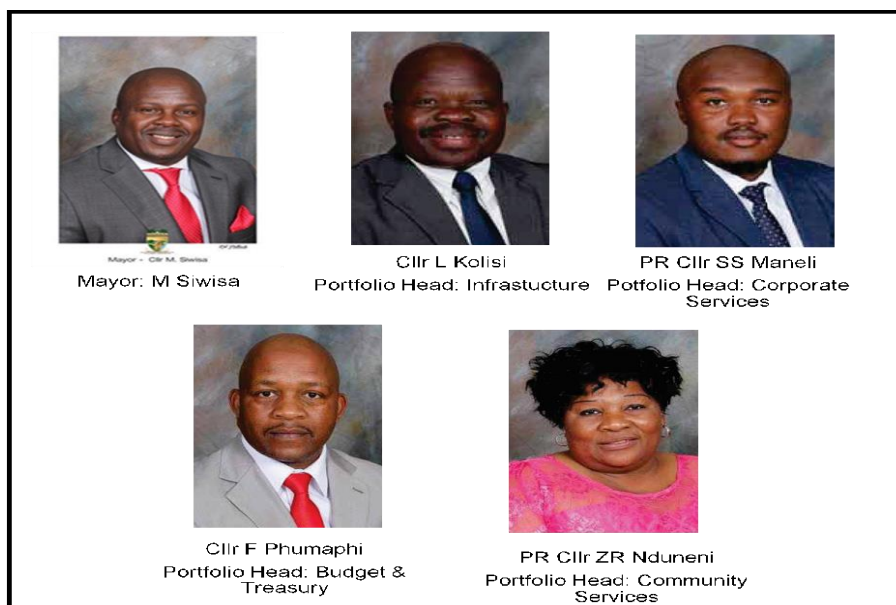 Mayor - Cllr M. Siwisa
Mayor: M Siwisa
Cllr L Kolisi
Portfolio Head: Infrastucture
PR Cllr SS Maneli
Potfolio Head: Corporate
Services
Cllr F Phumaphi
Portfolio Head: Budget &
Treasury
PR Cllr ZR Nduneni
Portfolio Head: Community
Services